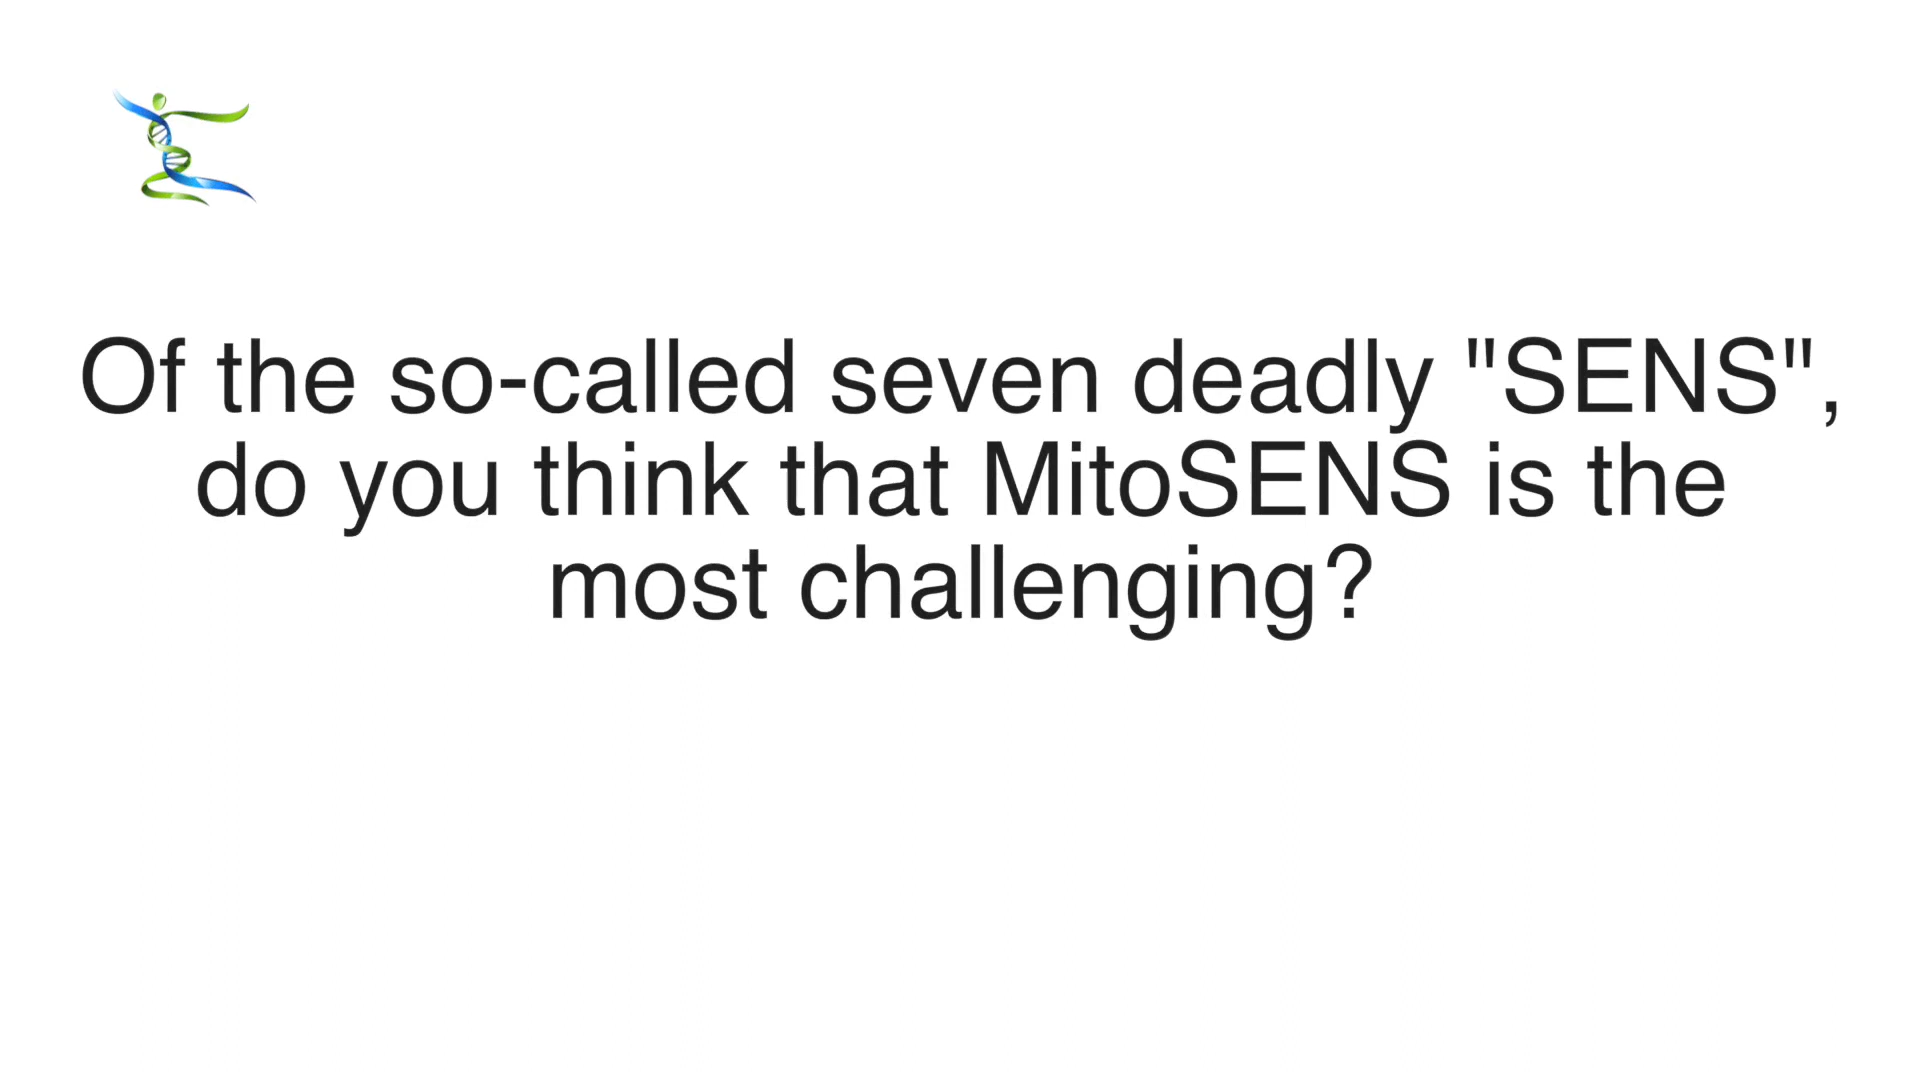 Of the so-called seven deadly "SENS",
do you think that MitoSENS is the
most challenging?